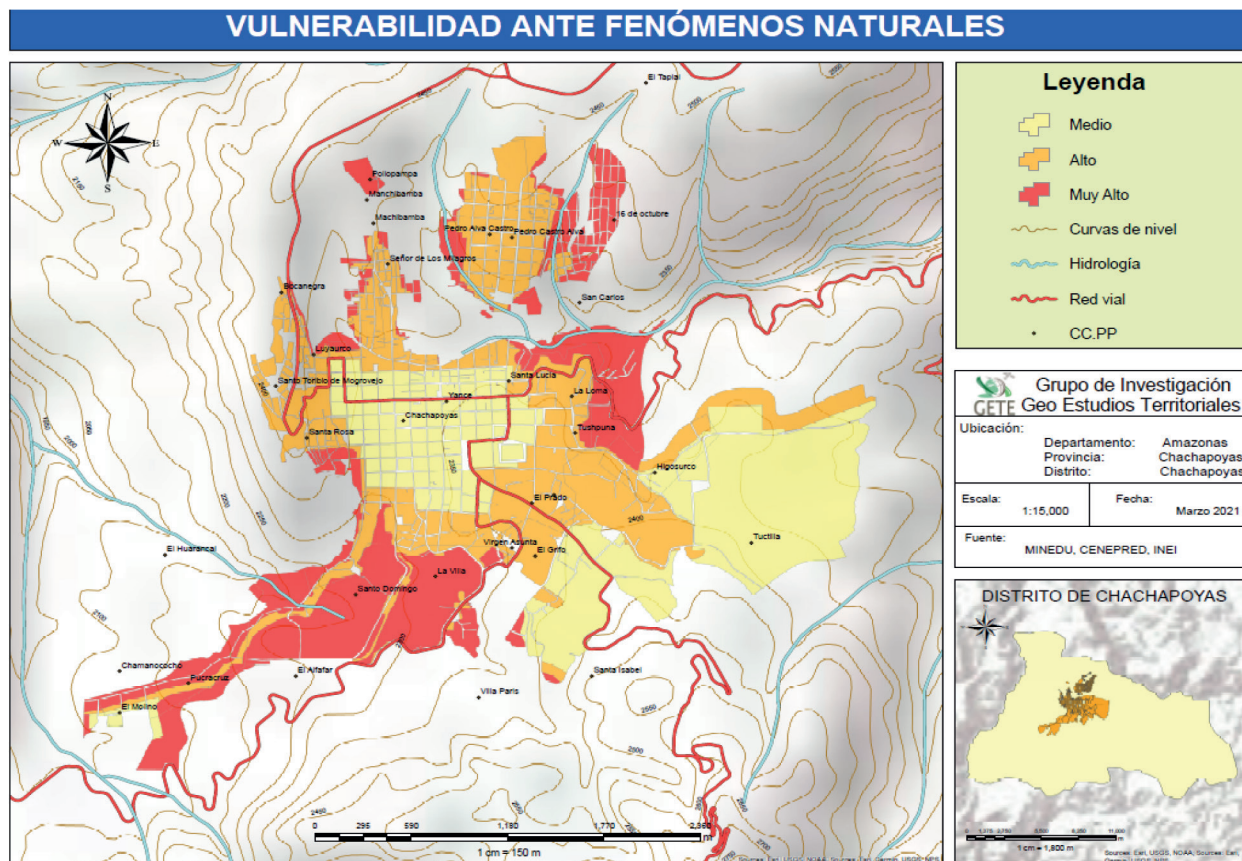 VULNERABILIDAD ANTE FENÓMENOS NATURALES
N
W
E
S
El Tapial
Pollopampa
Manchibamba
Machibamba
Pedro Alva Castro
Pedro Castro Alva
16 de octubre
Señor de Los Milagros
Bocanegra
San Carlos
Luyaurco
Santo Toribio de Mogrovejo
Santa Lucia
La Loma
Yance
Chachapoyas
Santa Rosa
Tushpuna
Higosurco
El Prado
Virgen Asunta
El Grifo
Tuctilla
El Huarancal
La Villa
Santo Domingo
Chamanococho
Pucracruz
El Alfafar
Santa Isabel
Villa Paris
El Molino
0 295 590 1,180 1,770 2,360
m
1 cm = 150 m
Leyenda
Medio
Alto
Muy Alto
Curvas de nivel
Hidrología
Red vial
CC.PP
GETE
Grupo de Investigación
Geo Estudios Territoriales
Ubicación:
Departamento: Amazonas
Provincia: Chachapoyas
Distrito: Chachapoyas
Escala:
1:15,000
Fecha:
Marzo 2021
Fuente:
MINEDU, CENEPRED, INEI
DISTRITO DE CHACHAPOYAS
1 cm = 1,800 m